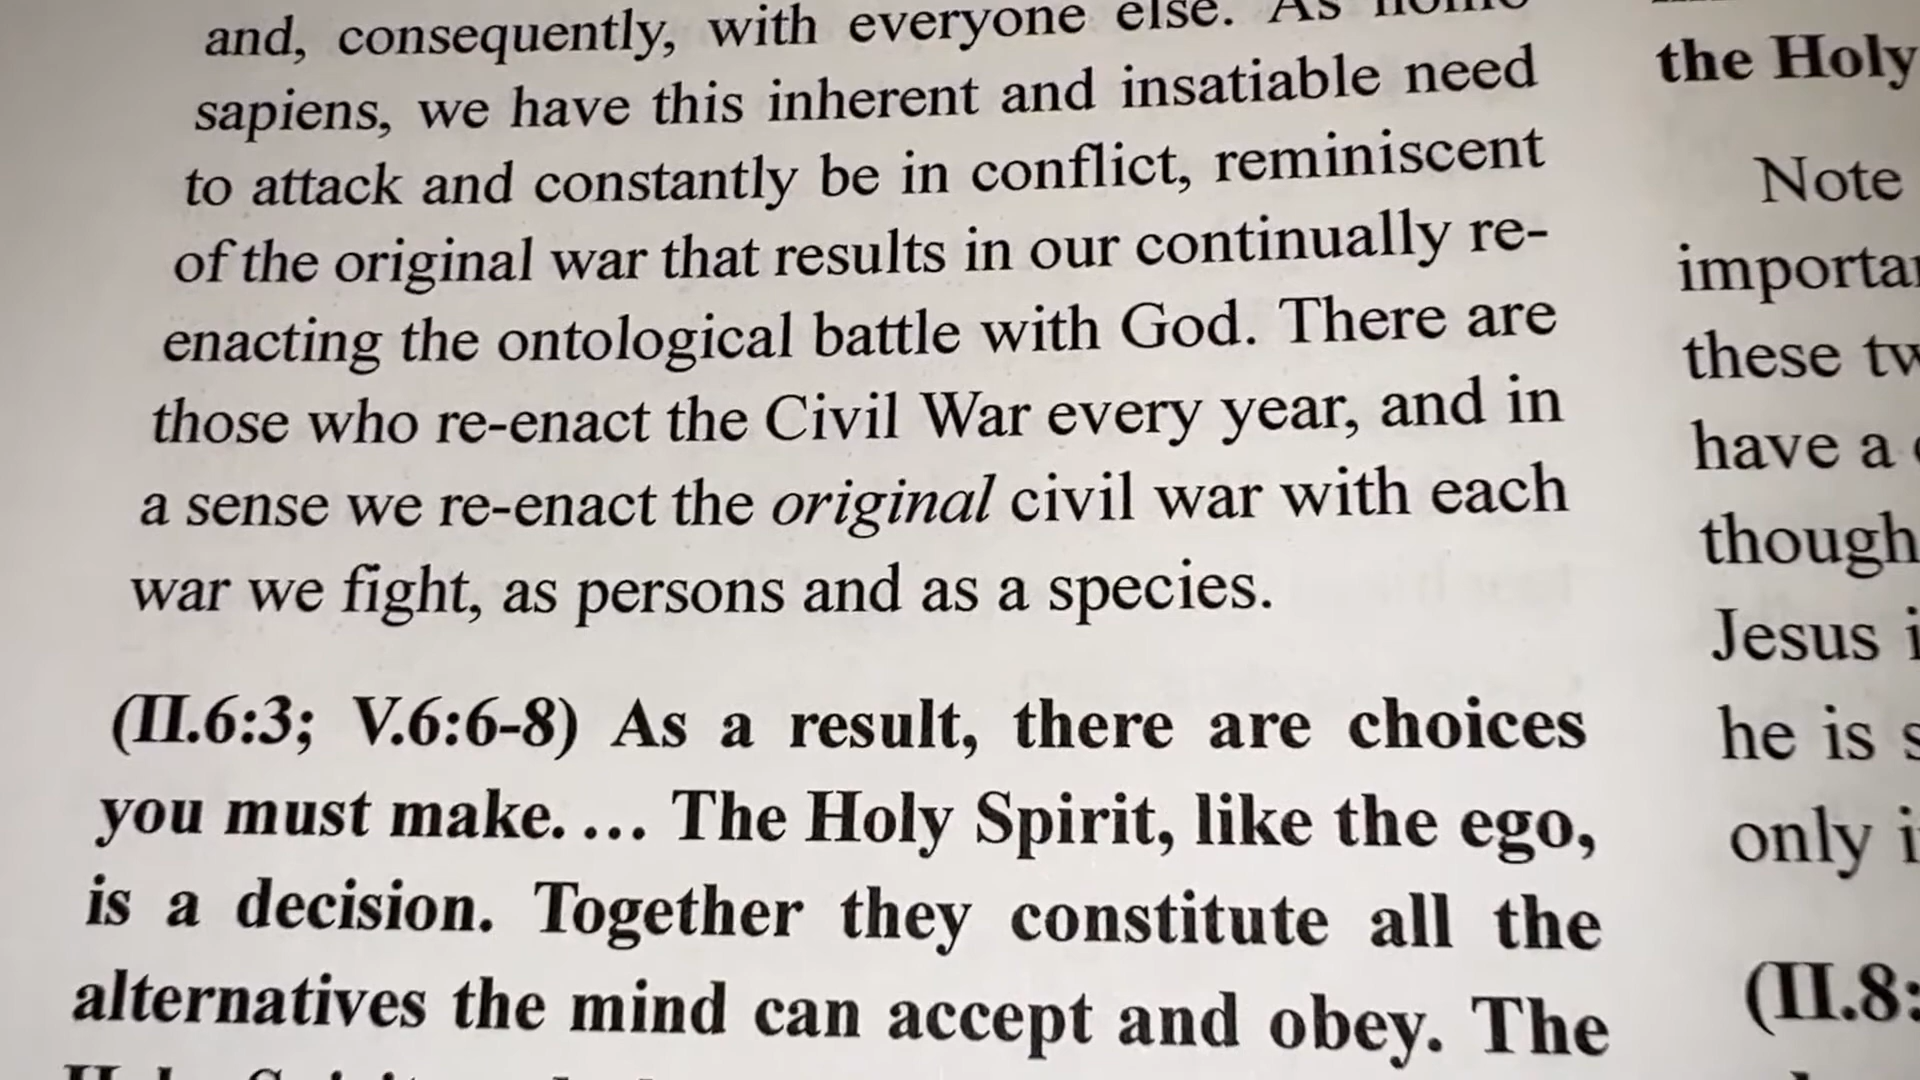 and, consequently, with everyone else. As homo
sapiens, we have this inherent and insatiable need
to attack and constantly be in conflict, reminiscent
of the original war that results in our continually re-
enacting the ontological battle with God. There are
those who re-enact the Civil War every year, and in
a sense we re-enact the original civil war with each
war we fight, as persons and as a species.
(II.6:3; V.6:6-8) As a result, there are choices
you must make. ... The Holy Spirit, like the ego,
is a decision. Together they constitute all the
alternatives the mind can accept and obey. The
Holy Spirit
the Holy
Note
these
have a
though
Jesus
he is
only
(II.8: